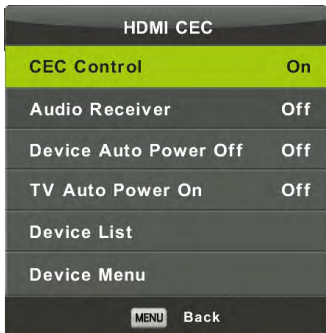 HDMI CEC
CEC Control On
Audio Receiver Off
Device Auto Power Off Off
TV Auto Power On Off
Device List
Device Menu
MENU Back